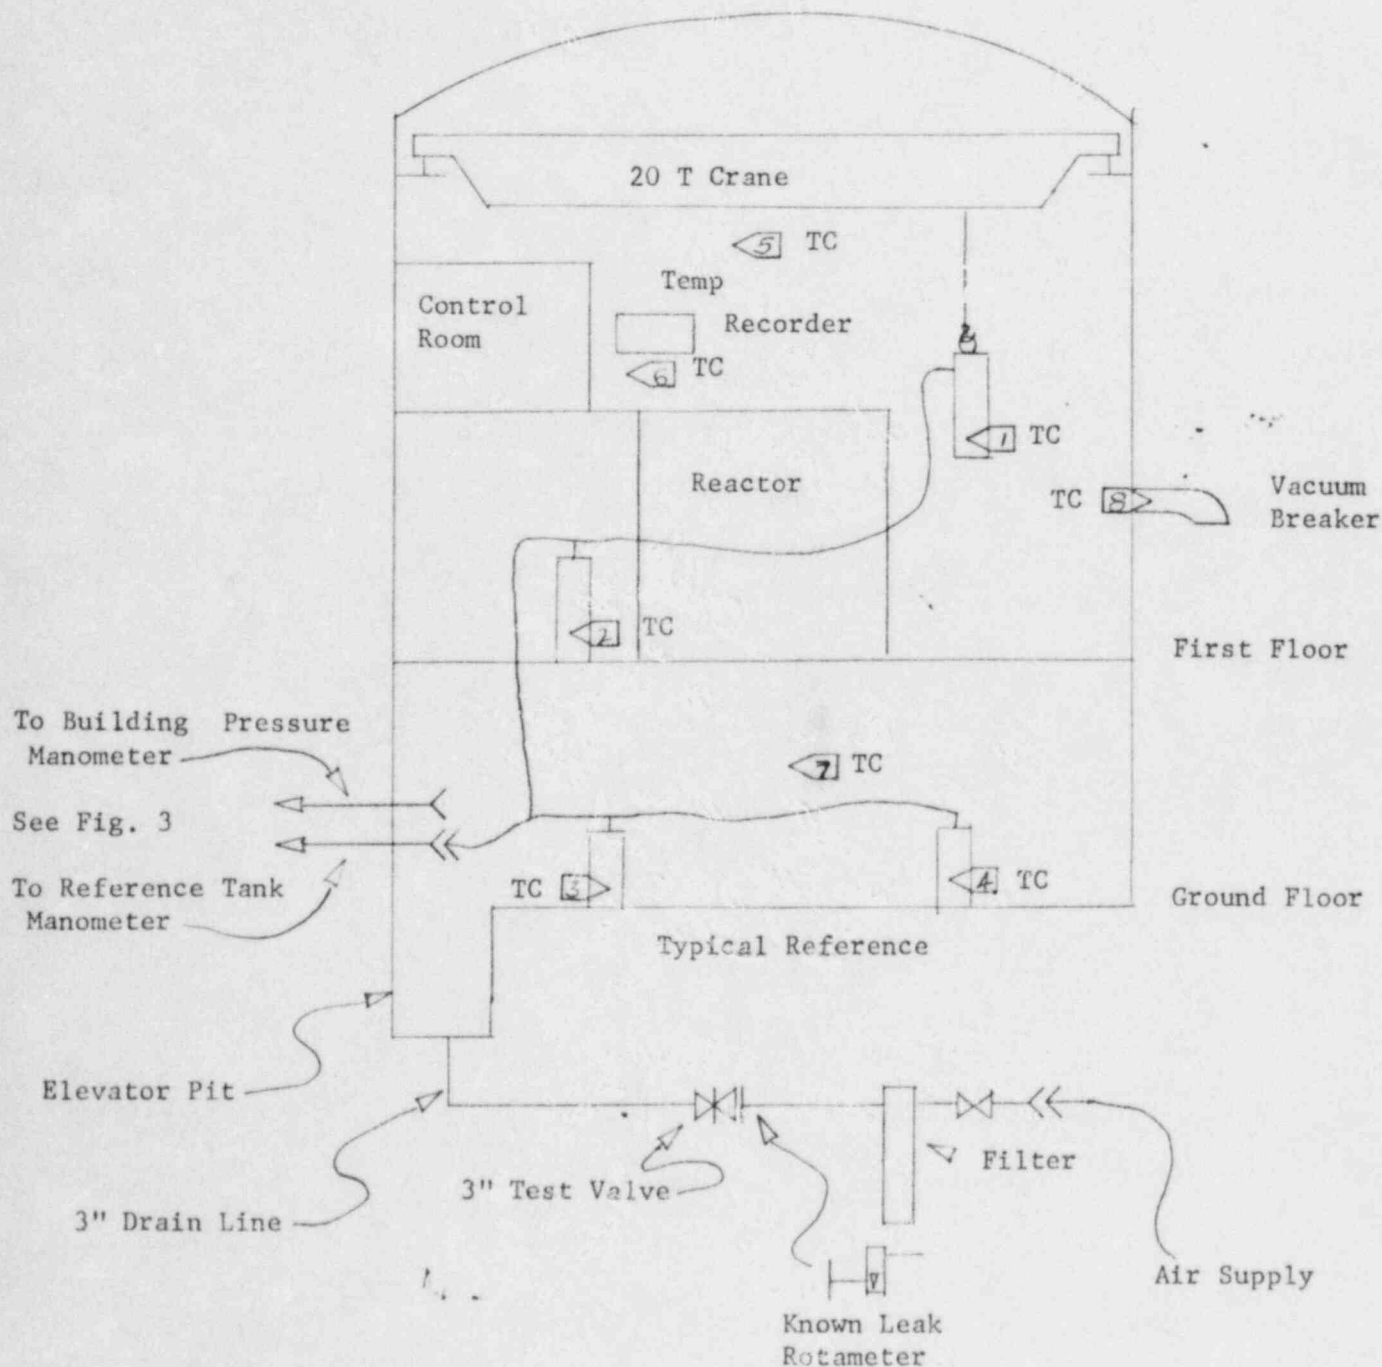 20 T Crane
5 TC
Temp
Recorder
Control
Room
6 TC
1 TC
Reactor
TC 8
Vacuum
Breaker
2 TC
First Floor
To Building Pressure
Manometer
7 TC
See Fig. 3
To Reference Tank
Manometer
TC 3
4 TC
Ground Floor
Typical Reference
Elevator Pit
Filter
3" Test Valve
3" Drain Line
Air Supply
Known Leak
Rotameter